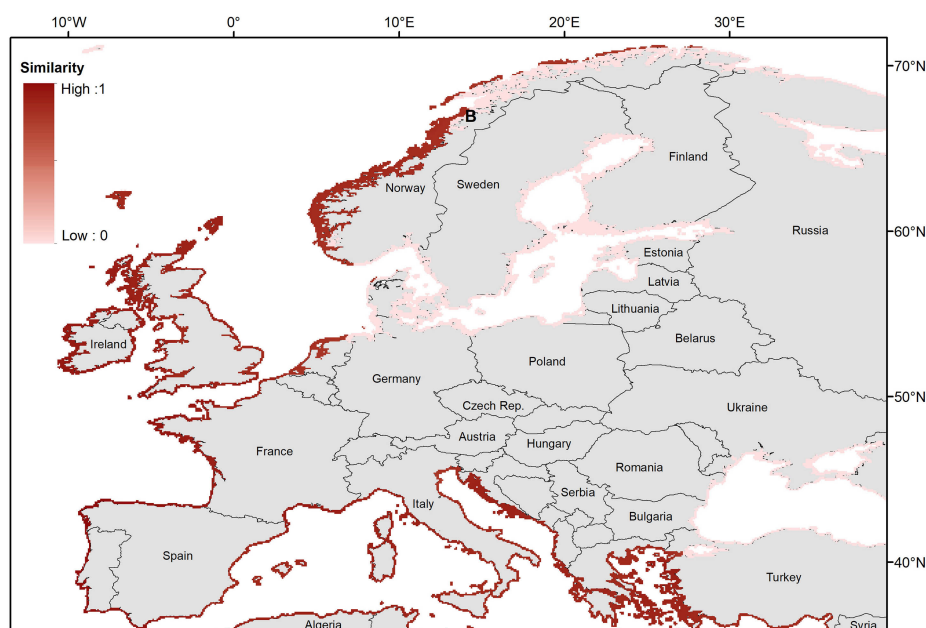 10°W 0° 10°E 20°E 30°E
Similarity
High :1
Low : 0
70°N
B
Finland
Norway
Sweden
Russia
60°N
Estonia
Latvia
Lithuania
Belarus
Ireland
Poland
Germany
50°N
Czech Rep.
Ukraine
Austria
Hungary
France
Romania
Serbia
Italy
Bulgaria
Spain
40°N
Turkey
Algeria
Syria